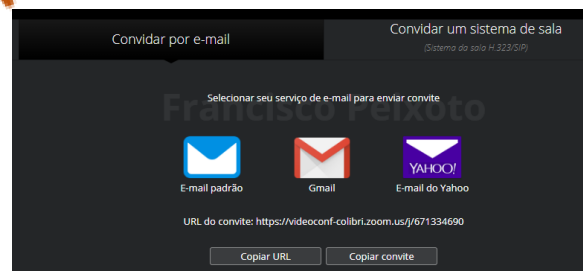 Convidar por e-mail
Convidar um sistema de sala
(Sistema da sala H.323/SIP)
Selecionar seu serviço de e-mail para enviar convite
Francisco Peixoto
YAHOO!
E-mail padrão
Gmail
E-mail do Yahoo
URL do convite: https://videoconf-colibri.zoom.us/j/671334690
Copiar URL
Copiar convite